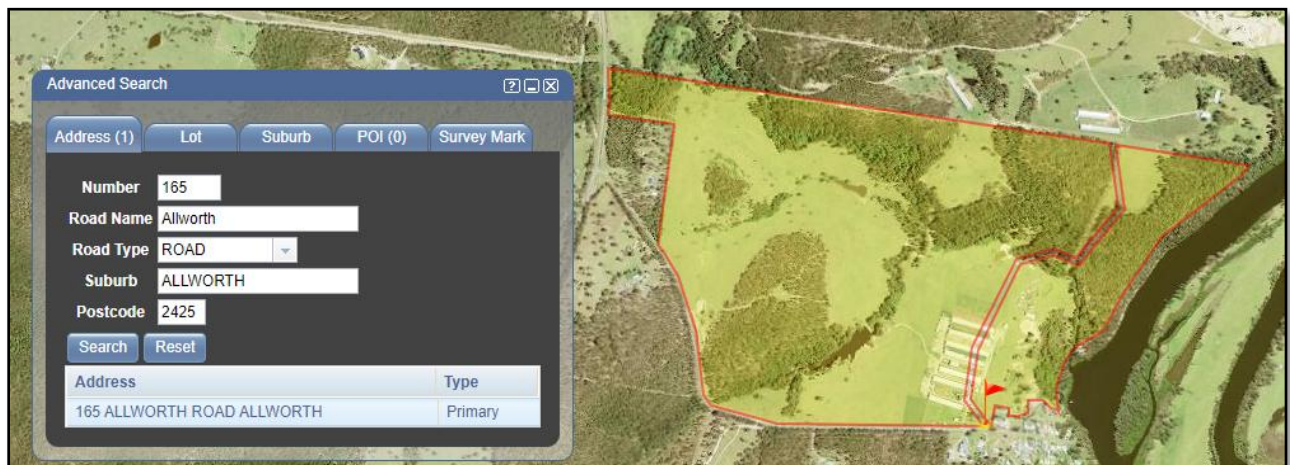 Advanced Search
Address (1) Lot Suburb POI (0) Survey Mark
Number 165
Road Name Allworth
Road Type ROAD
Suburb ALLWORTH
Postcode 2425
Search Reset
Address Type
165 ALLWORTH ROAD ALLWORTH Primary